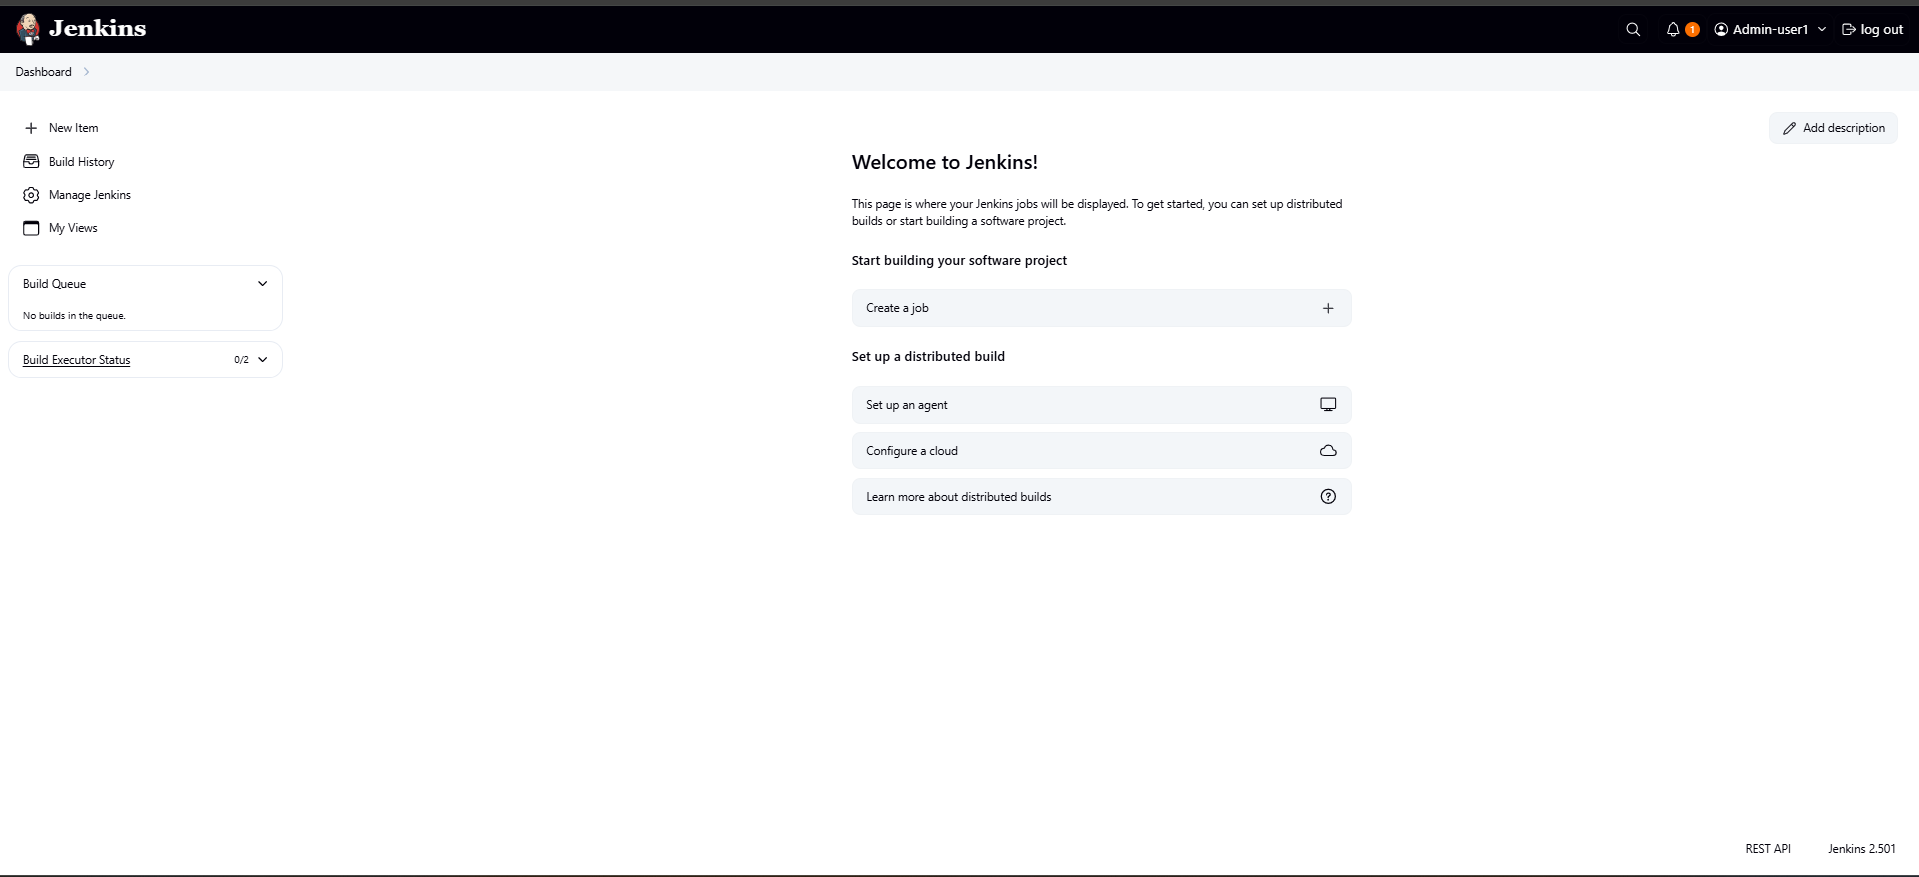 Jenkins
1
Admin-user1
log out
Dashboard
New Item
Build History
Manage Jenkins
My Views
Build Queue
No builds in the queue.
Build Executor Status
0/2
Add description
Welcome to Jenkins!
This page is where your Jenkins jobs will be displayed. To get started, you can set up distributed
builds or start building a software project.
Start building your software project
Create a job
Set up a distributed build
Set up an agent
Configure a cloud
Learn more about distributed builds
REST API
Jenkins 2.501